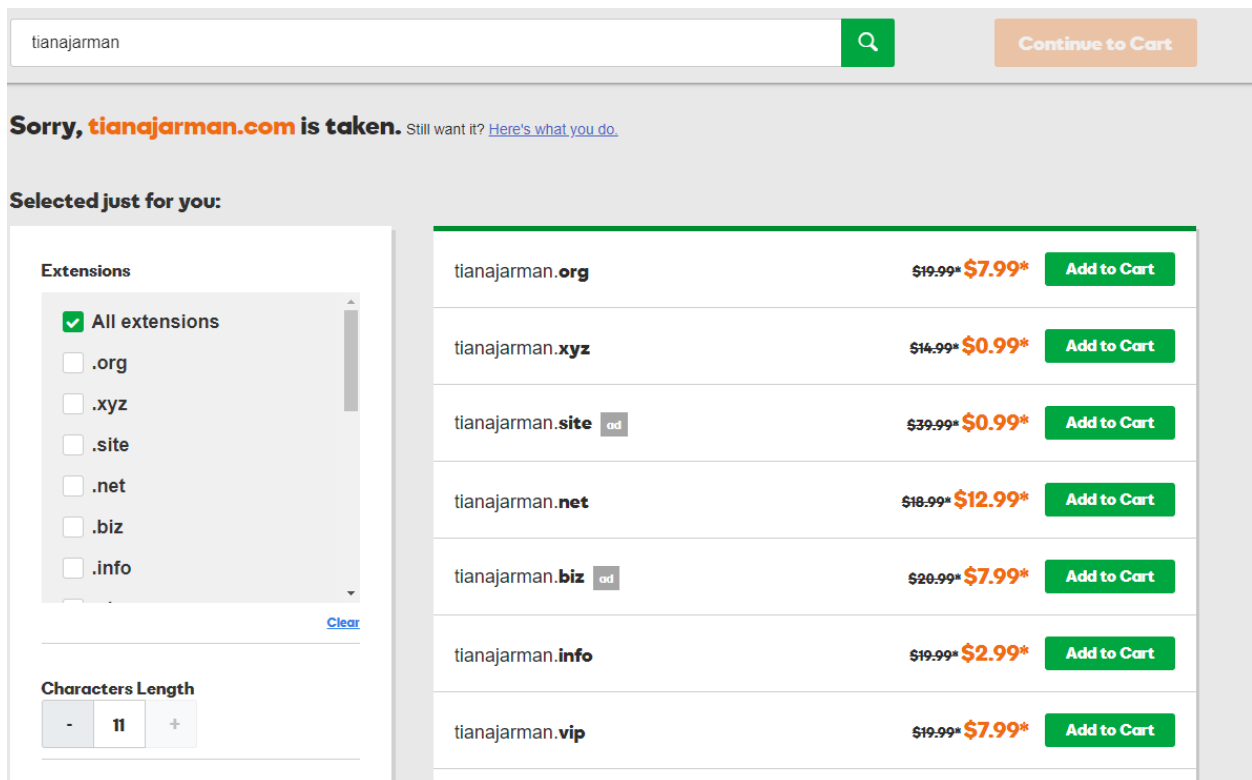 tianajarman
Continue to Cart
Sorry, tianajarman.com is taken. Still want it? Here's what you do.
Selected just for you:
Extensions
All extensions
.org
.xyz
.site
.net
.biz
.info
Clear
Characters Length
- 11 +
tianajarman.org $19.99* $7.99* Add to Cart
tianajarman.xyz $14.99* $0.99* Add to Cart
tianajarman.site ad $39.99* $0.99* Add to Cart
tianajarman.net $18.99* $12.99* Add to Cart
tianajarman.biz ad $20.99* $7.99* Add to Cart
tianajarman.info $19.99* $2.99* Add to Cart
tianajarman.vip $19.99* $7.99* Add to Cart